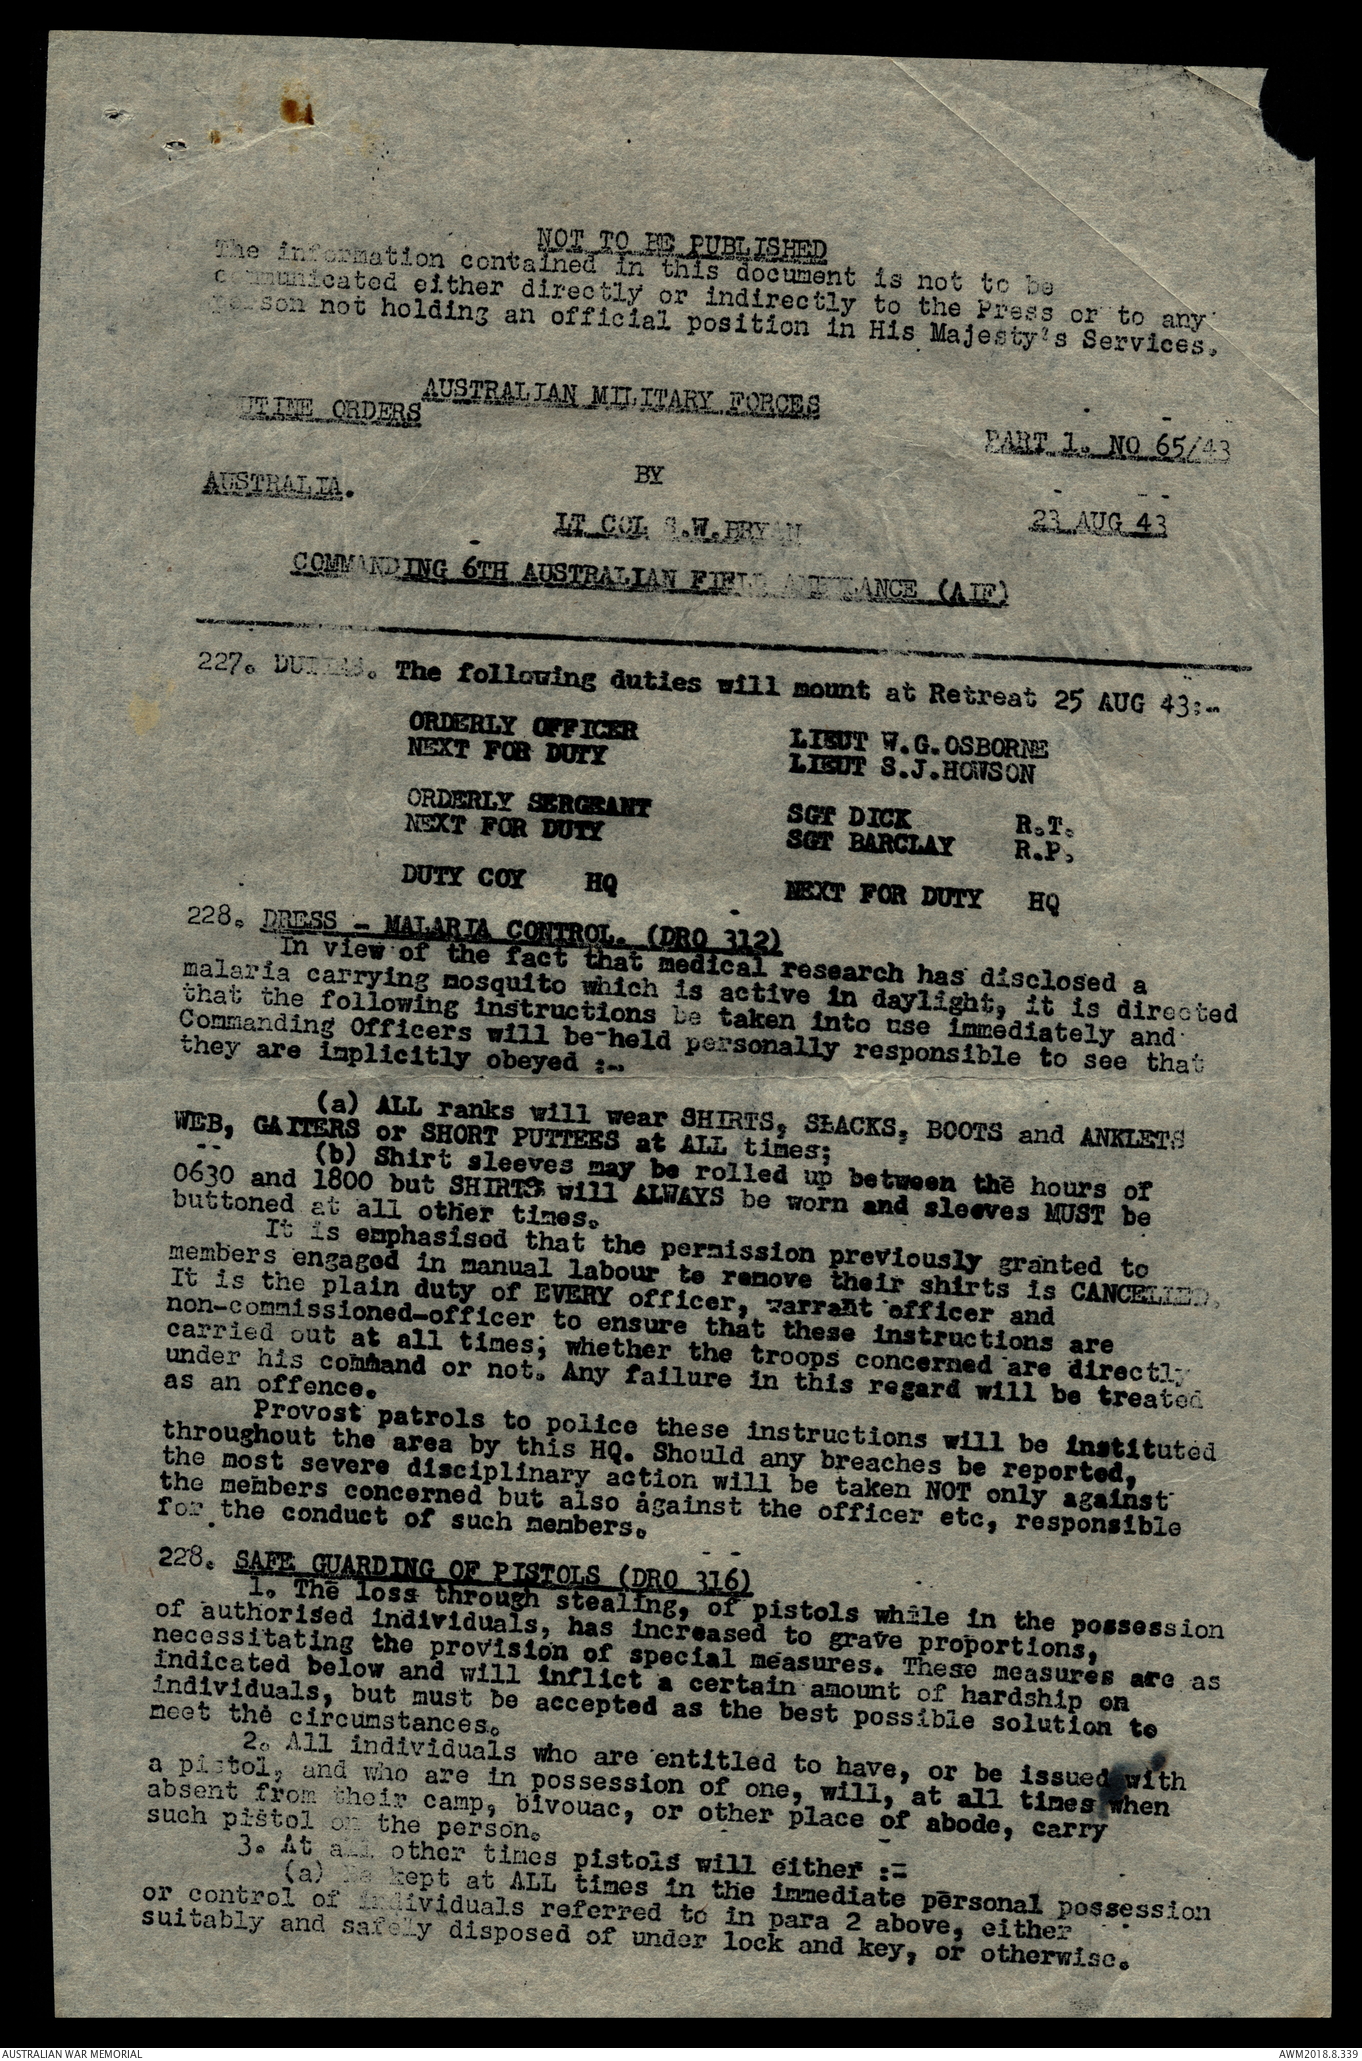 NOT TO BE PUBLISHED
The information contained in this document is not to be
communicated either directly or indirectly to the Press or to any
person not holding an official position in His Majesty's Services.
AUSTRALIAN MILITARY FORCES
ROUTINE ORDERS
PART 1. NO 65/43
BY
AUSTRALIA.
LT COL S.W.BRYAN
23 AUG 43
COMMANDING 6TH AUSTRALIAN FIELD AMBULANCE (AIF)
227. DUTIES. The following duties will mount at Retreat 25 AUG 43:-
ORDERLY OFFICER LIEUT W.G.OSBORNE
NEXT FOR DUTY LIEUT S.J.HOWSON
ORDERLY SERGEANT SGT DICK R.T.
NEXT FOR DUTY SGT BARCLAY R.P.
DUTY COY HQ NEXT FOR DUTY HQ
228. DRESS - MALARIA CONTROL. (DRO 312)
In view of the fact that medical research has disclosed a
malaria carrying mosquito which is active in daylight, it is directed
that the following instructions be taken into use immediately and
Commanding Officers will be held personally responsible to see that
they are implicitly obeyed :-
(a) ALL ranks will wear SHIRTS, SLACKS, BOOTS and ANKLETS
WEB, GAITERS or SHORT PUTTEES at ALL times;
(b) Shirt sleeves may be rolled up between the hours of
0630 and 1800 but SHIRTS will ALWAYS be worn and sleeves MUST be
buttoned at all other times.
It is emphasised that the permission previously granted to
members engaged in manual labour to remove their shirts is CANCELLED.
It is the plain duty of EVERY officer, warrant officer and
non-commissioned-officer to ensure that these instructions are
carried out at all times; whether the troops concerned are directly
under his command or not. Any failure in this regard will be treated
as an offence.
Provost patrols to police these instructions will be instituted
throughout the area by this HQ. Should any breaches be reported,
the most severe disciplinary action will be taken NOT only against
the members concerned but also against the officer etc, responsible
for the conduct of such members.
228. SAFE GUARDING OF PISTOLS (DRO 316)
1. The loss through stealing, of pistols while in the possession
of authorised individuals, has increased to grave proportions,
necessitating the provision of special measures. These measures are as
indicated below and will inflict a certain amount of hardship on
individuals, but must be accepted as the best possible solution to
meet the circumstances.
2. All individuals who are entitled to have, or be issued with
a pistol, and who are in possession of one, will, at all times when
absent from their camp, bivouac, or other place of abode, carry
such pistol on the person.
3. At all other times pistols will either :-
(a) Be kept at ALL times in the immediate personal possession
or control of individuals referred to in para 2 above, either
suitably and safely disposed of under lock and key, or otherwise.
AUSTRALIAN WAR MEMORIAL
AWM2018.8.339